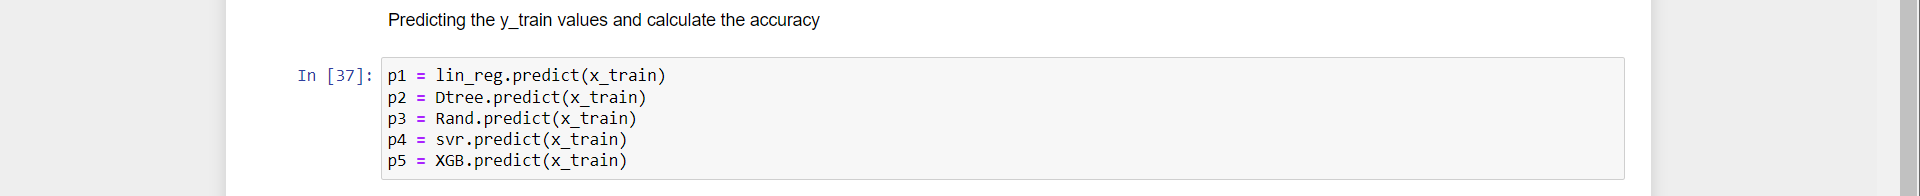 Predicting the y_train values and calculate the accuracy
In [37]: p1 = lin_reg.predict(x_train)
p2 = Dtree.predict(x_train)
p3 = Rand.predict(x_train)
p4 = svr.predict(x_train)
p5 = XGB.predict(x_train)